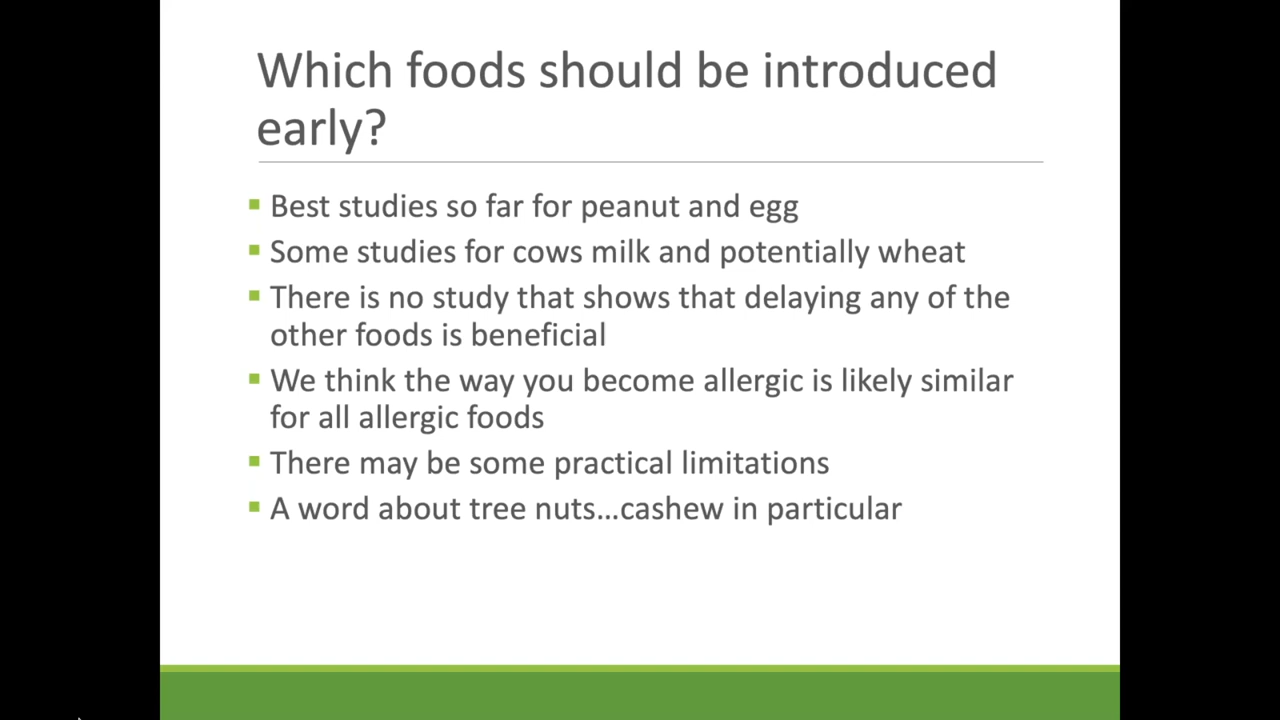 Which foods should be introduced
early?
▪ Best studies so far for peanut and egg
▪ Some studies for cows milk and potentially wheat
▪ There is no study that shows that delaying any of the
other foods is beneficial
▪ We think the way you become allergic is likely similar
for all allergic foods
▪ There may be some practical limitations
▪ A word about tree nuts…cashew in particular